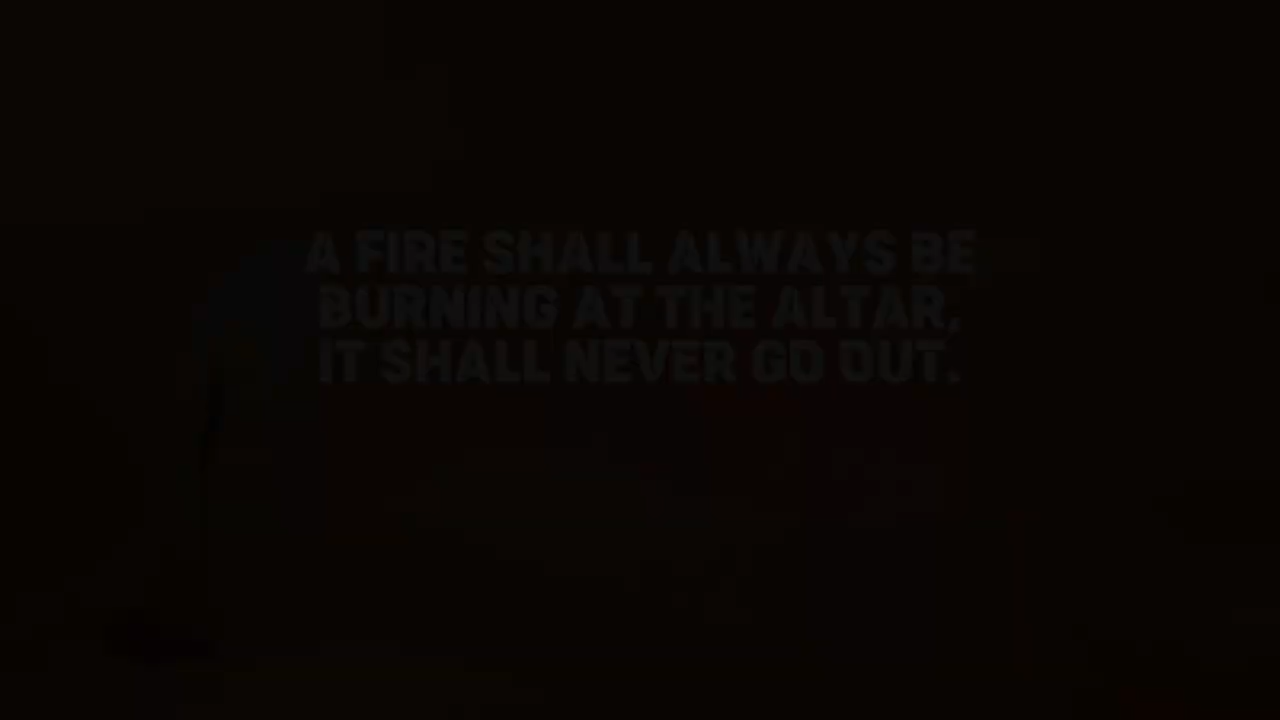 A FIRE SHALL ALWAYS BE
BURNING AT THE ALTAR,
IT SHALL NEVER GO OUT.